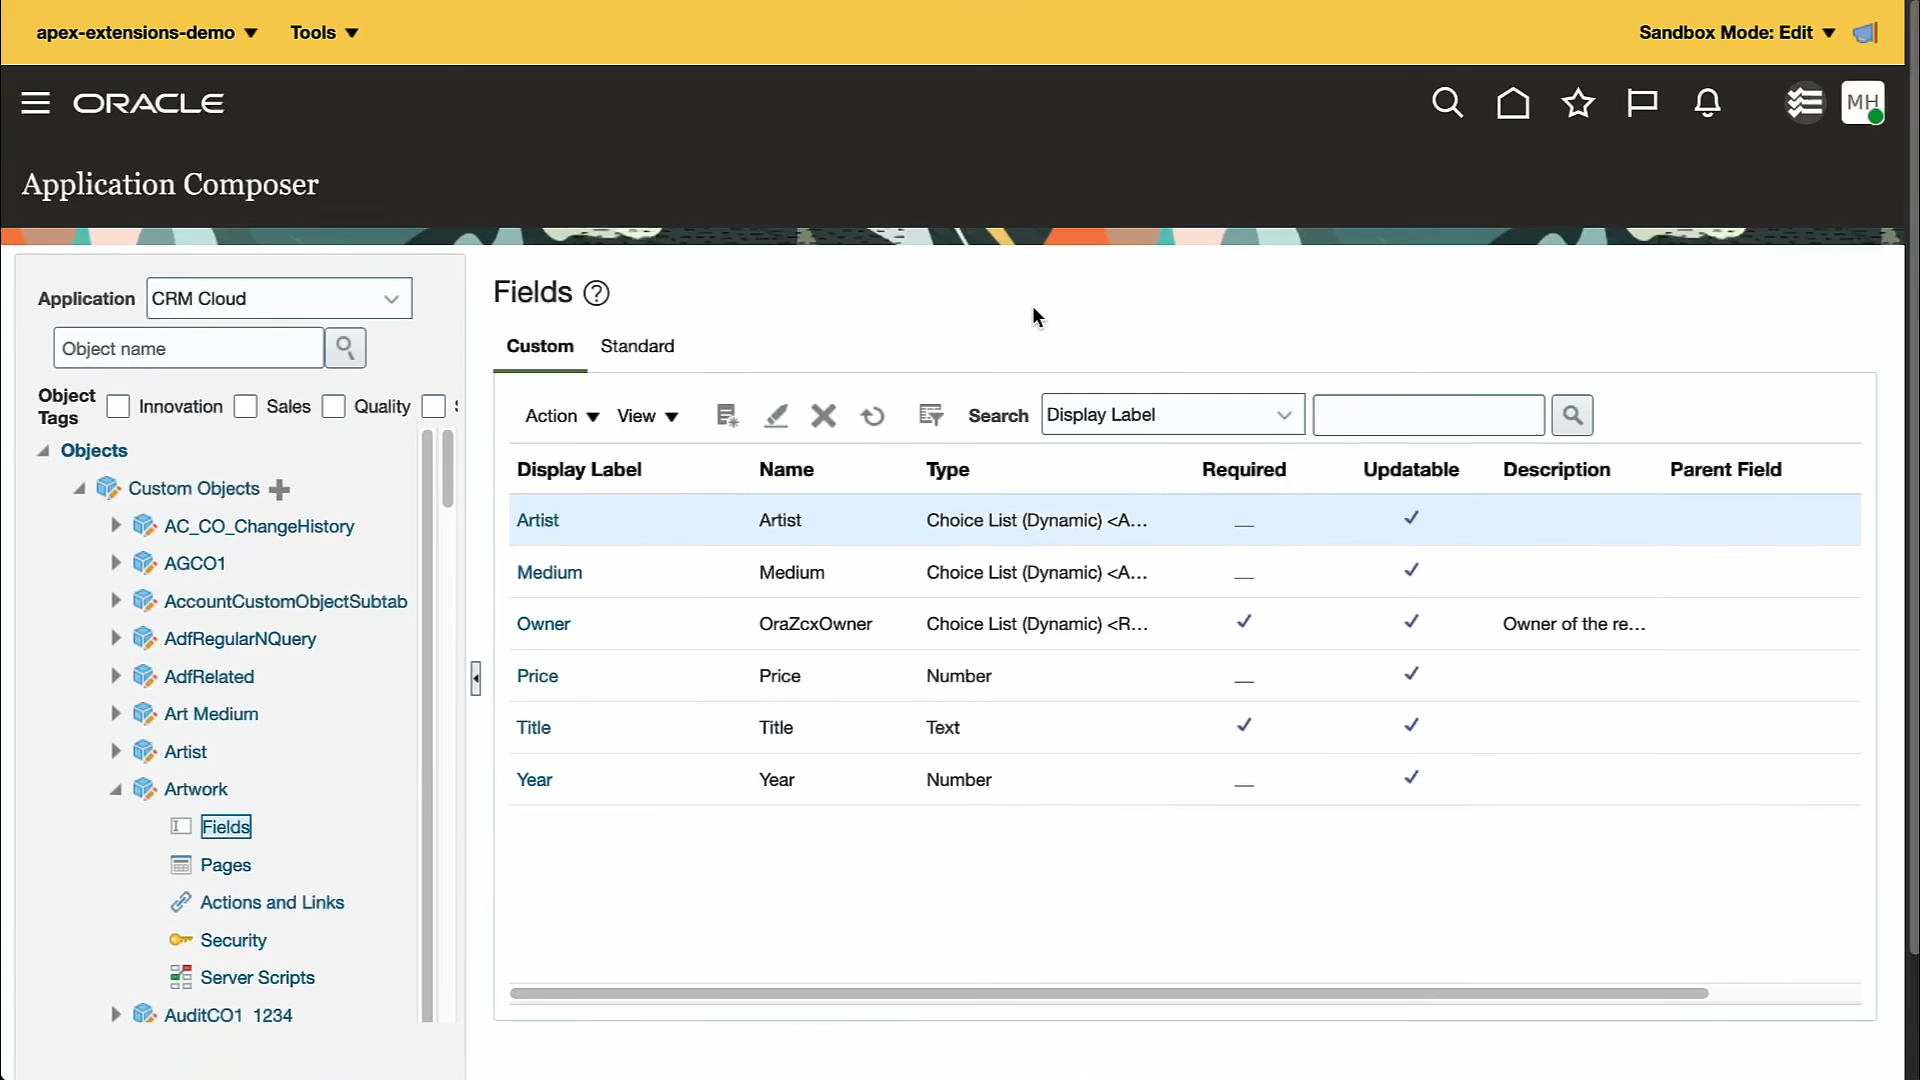 apex-extensions-demo Tools Sandbox Mode: Edit
ORACLE MH
Application Composer
Application CRM Cloud
Object name
Object Tags Innovation Sales Quality
Objects
Custom Objects
AC_CO_ChangeHistory
AGCO1
AccountCustomObjectSubtab
AdfRegularNQuery
AdfRelated
Art Medium
Artist
Artwork
Fields
Pages
Actions and Links
Security
Server Scripts
AuditCO1_1234
Fields ?
Custom Standard
Action View Search Display Label
Display Label Name Type Required Updatable Description Parent Field
Artist Artist Choice List (Dynamic) <A...
Medium Medium Choice List (Dynamic) <A...
Owner OraZcxOwner Choice List (Dynamic) <R... Owner of the re...
Price Price Number
Title Title Text
Year Year Number